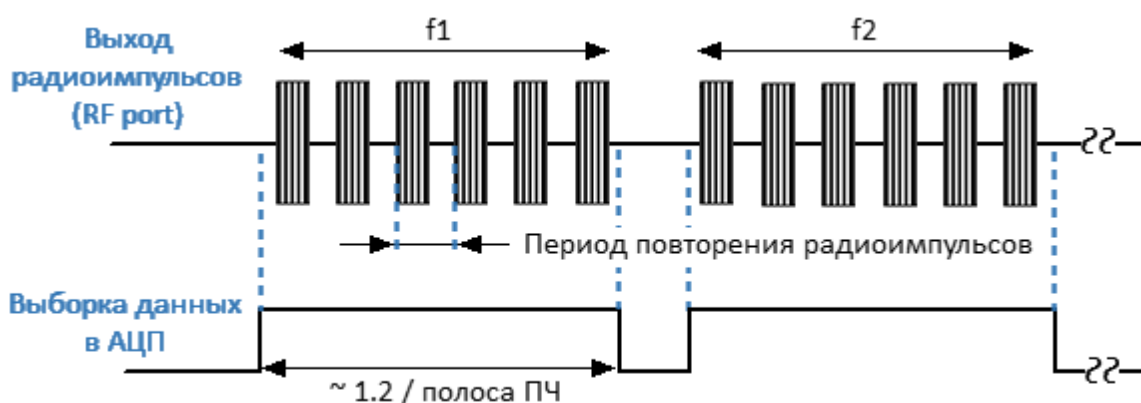 Выход
радиоимпульсов
(RF port)
f1
f2
Период повторения радиоимпульсов
Выборка данных
в АЦП
~ 1.2 / полоса ПЧ